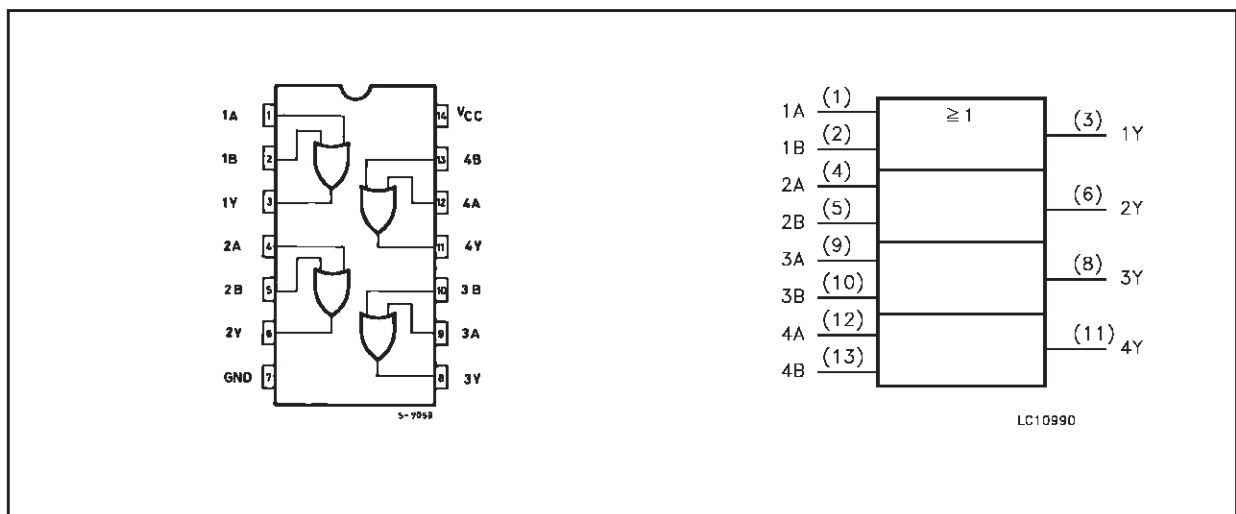 1A 1 14 VCC
1B 2 13 4B
1Y 3 12 4A
2A 4 11 4Y
2B 5 10 3B
2Y 6 9 3A
GND 7 8 3Y
S-7059
≧ 1
1A (1)
1B (2)
2A (4)
2B (5)
3A (9)
3B (10)
4A (12)
4B (13)
(3) 1Y
(6) 2Y
(8) 3Y
(11) 4Y
LC10990